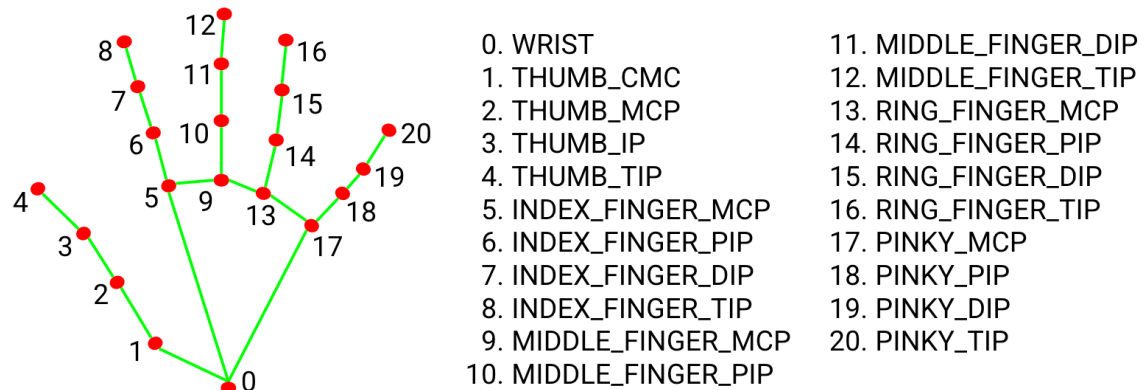 12
8
16
11
7
15
10
20
6
14
19
4
5
9
13
18
3
17
2
1
0
0. WRIST
1. THUMB_CMC
2. THUMB_MCP
3. THUMB_IP
4. THUMB_TIP
5. INDEX_FINGER_MCP
6. INDEX_FINGER_PIP
7. INDEX_FINGER_DIP
8. INDEX_FINGER_TIP
9. MIDDLE_FINGER_MCP
10. MIDDLE_FINGER_PIP
11. MIDDLE_FINGER_DIP
12. MIDDLE_FINGER_TIP
13. RING_FINGER_MCP
14. RING_FINGER_PIP
15. RING_FINGER_DIP
16. RING_FINGER_TIP
17. PINKY_MCP
18. PINKY_PIP
19. PINKY_DIP
20. PINKY_TIP